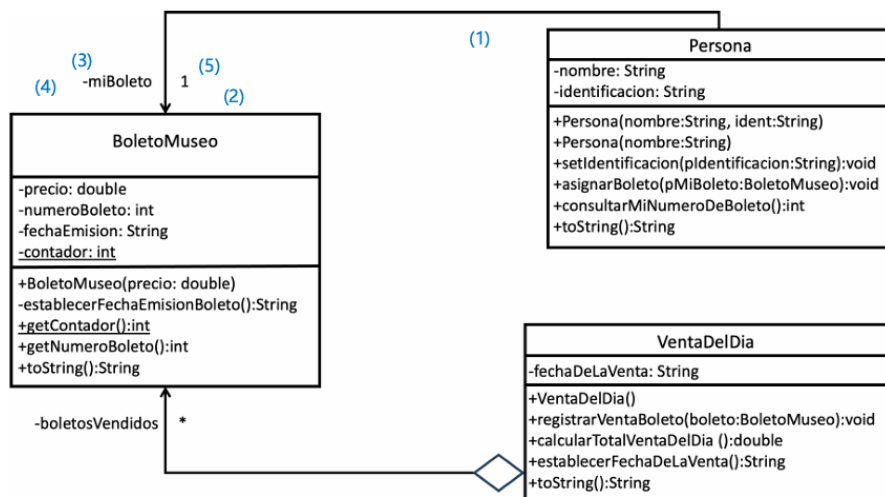 (1)
(3)
(5)
(4)
-miBoleto 1
(2)
Persona
-nombre: String
-identificacion: String
+Persona(nombre:String, ident:String)
+Persona(nombre:String)
+setIdentificacion(pIdentificacion:String):void
+asignarBoleto(pMiBoleto:BoletoMuseo):void
+consultarMiNumeroDeBoleto():int
+toString():String
BoletoMuseo
-precio: double
-numeroBoleto: int
-fechaEmision: String
-contador: int
+BoletoMuseo(precio: double)
-establecerFechaEmisionBoleto():String
+getContador():int
+getNumeroBoleto():int
+toString():String
-boletosVendidos *
VentaDelDia
-fechaDeLaVenta: String
+VentaDelDia()
+registrarVentaBoleto(boleto:BoletoMuseo):void
+calcularTotalVentaDelDia ():double
+establecerFechaDeLaVenta():String
+toString():String